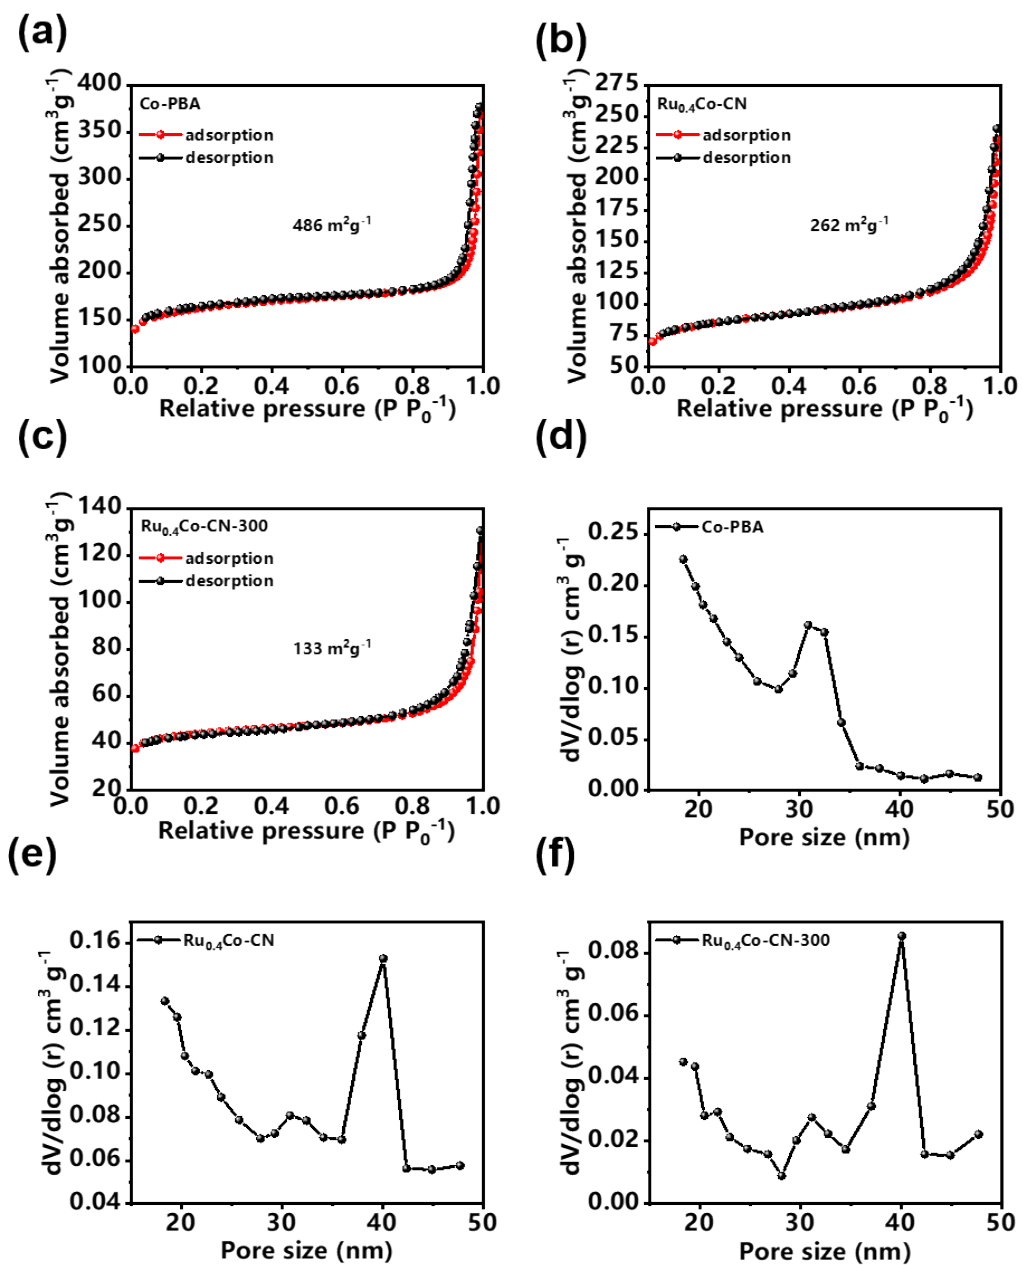 (a)
Volume absorbed (cm³g⁻¹)
400
350
300
250
200
150
100
Co-PBA
adsorption
desorption
486 m²g⁻¹
0.0 0.2 0.4 0.6 0.8 1.0
Relative pressure (P P₀⁻¹)
(b)
Volume absorbed (cm³g⁻¹)
275
250
225
200
175
150
125
100
75
50
Ru₀.₄Co-CN
adsorption
desorption
262 m²g⁻¹
0.0 0.2 0.4 0.6 0.8 1.0
Relative pressure (P P₀⁻¹)
(c)
Volume absorbed (cm³g⁻¹)
140
120
100
80
60
40
20
Ru₀.₄Co-CN-300
adsorption
desorption
133 m²g⁻¹
0.0 0.2 0.4 0.6 0.8 1.0
Relative pressure (P P₀⁻¹)
(d)
dV/dlog (r) cm³ g⁻¹
0.25
0.20
0.15
0.10
0.05
0.00
Co-PBA
20 30 40 50
Pore size (nm)
(e)
dV/dlog (r) cm³ g⁻¹
0.16
0.14
0.12
0.10
0.08
0.06
0.04
Ru₀.₄Co-CN
20 30 40 50
Pore size (nm)
(f)
dV/dlog (r) cm³ g⁻¹
0.08
0.06
0.04
0.02
0.00
Ru₀.₄Co-CN-300
20 30 40 50
Pore size (nm)